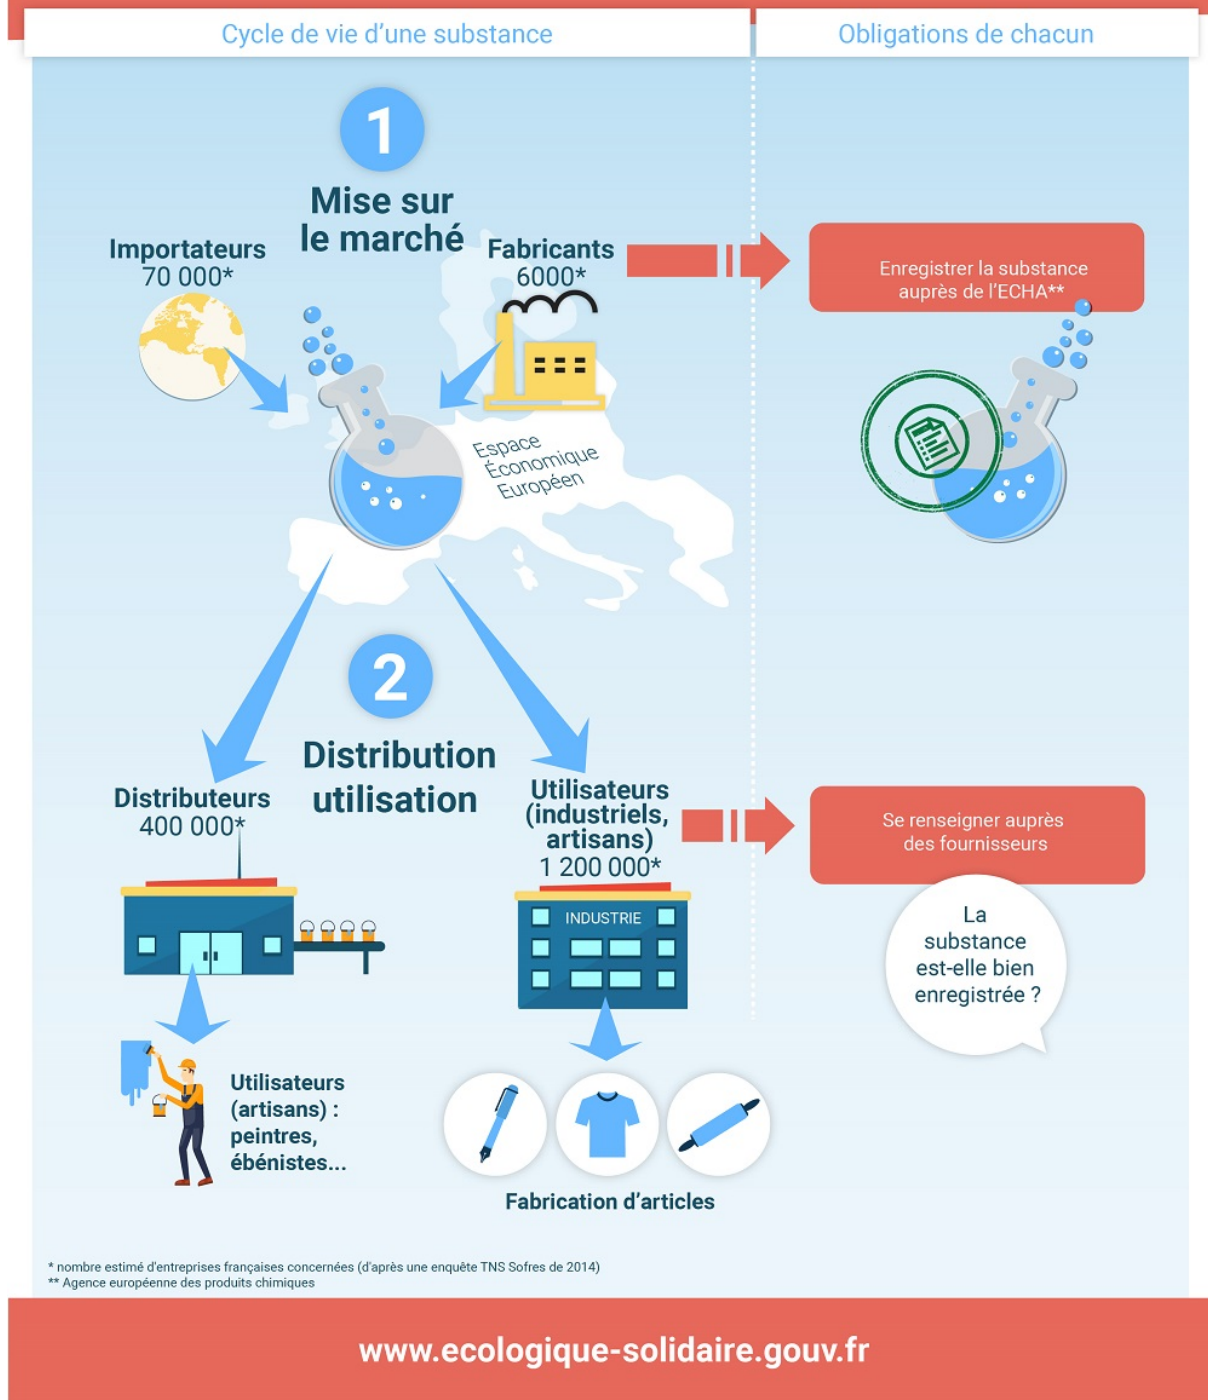 Cycle de vie d'une substance
Obligations de chacun
1
Mise sur
le marché
Importateurs
70 000*
Fabricants
6000*
Enregistrer la substance
auprès de l'ECHA**
Espace
Économique
Européen
2
Distribution
utilisation
Distributeurs
400 000*
Utilisateurs
(industriels,
artisans)
1 200 000*
Se renseigner auprès
des fournisseurs
La
substance
est-elle bien
enregistrée ?
INDUSTRIE
Utilisateurs
(artisans) :
peintres,
ébénistes...
Fabrication d'articles
* nombre estimé d'entreprises françaises concernées (d'après une enquête TNS Sofres de 2014)
** Agence européenne des produits chimiques
www.ecologique-solidaire.gouv.fr